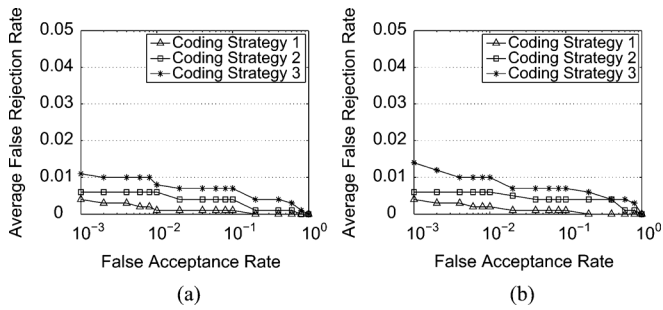 0.05
0.04
0.03
0.02
0.01
0
Average False Rejection Rate
Coding Strategy 1
Coding Strategy 2
Coding Strategy 3
10^-3
10^-2
10^-1
10^0
False Acceptance Rate
(a)
0.05
0.04
0.03
0.02
0.01
0
Average False Rejection Rate
Coding Strategy 1
Coding Strategy 2
Coding Strategy 3
10^-3
10^-2
10^-1
10^0
False Acceptance Rate
(b)